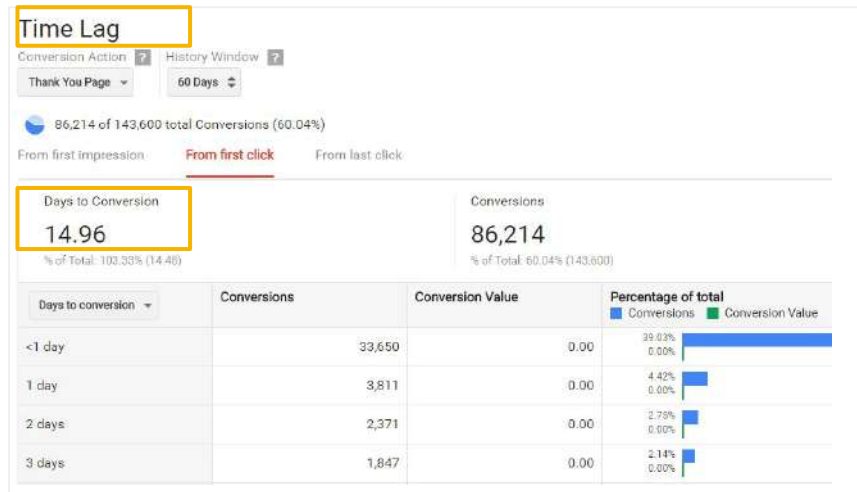 Time Lag
Conversion Action ? History Window ?
Thank You Page 60 Days
86,214 of 143,600 total Conversions (60.04%)
From first impression From first click From last click
Days to Conversion Conversions
14.96 86,214
% of Total: 103.33% (14.48) % of Total: 60.04% (143,600)
Days to conversion Conversions Conversion Value Percentage of total
Conversions Conversion Value
<1 day 33,650 0.00 39.03%
0.00%
1 day 3,811 0.00 4.42%
0.00%
2 days 2,371 0.00 2.75%
0.00%
3 days 1,847 0.00 2.14%
0.00%